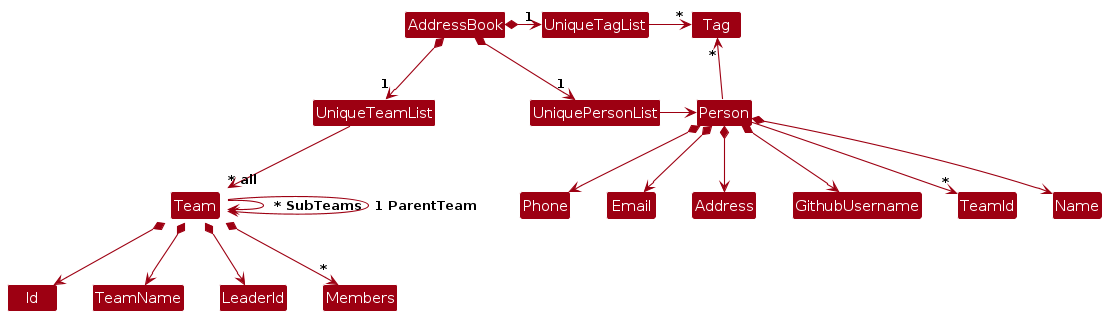 AddressBook
1
UniqueTagList
*
Tag
*
1
1
UniqueTeamList
UniquePersonList
Person
* all
*
Team
* SubTeams
1 ParentTeam
Phone
Email
Address
GithubUsername
TeamId
Name
*
Id
TeamName
LeaderId
Members